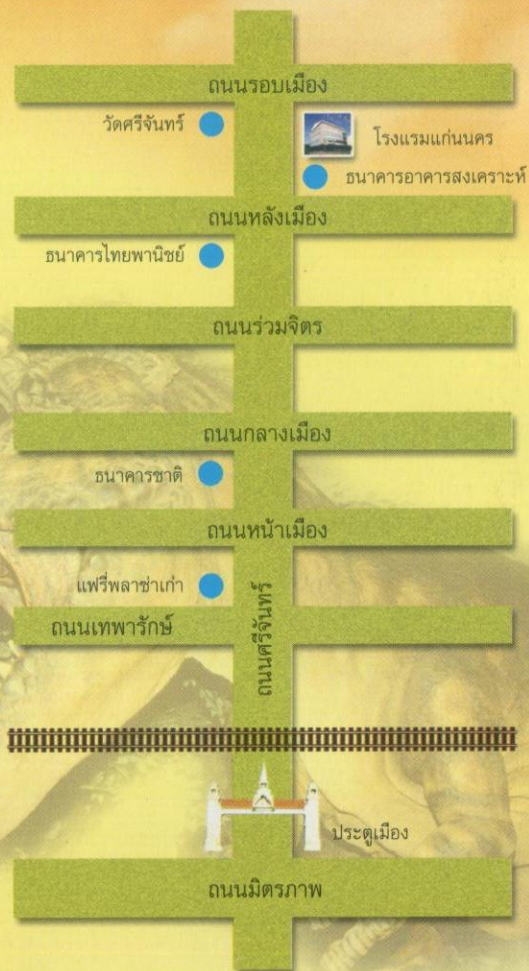 ถนนรอบเมือง
วัดศรีจันทร์
โรงแรมแก่นนคร
ธนาคารอาคารสงเคราะห์
ถนนหลังเมือง
ธนาคารไทยพานิชย์
ถนนร่วมจิตร
ถนนกลางเมือง
ธนาคารชาติ
ถนนหน้าเมือง
แฟรี่พลาซ่าเก่า
ถนนศรีจันทร์
ถนนเทพารักษ์
ประตูเมือง
ถนนมิตรภาพ